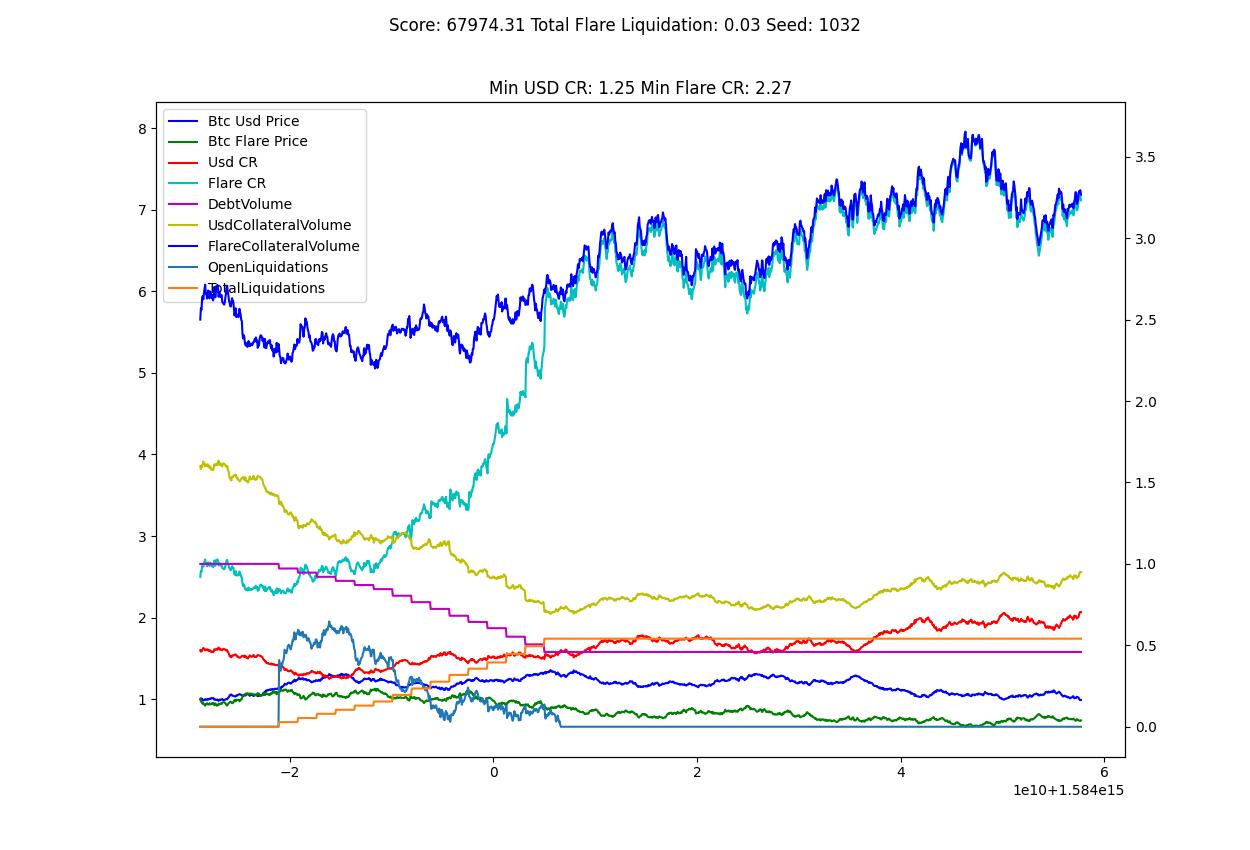 Score: 67974.31 Total Flare Liquidation: 0.03 Seed: 1032
Min USD CR: 1.25 Min Flare CR: 2.27
Btc Usd Price
Btc Flare Price
Usd CR
Flare CR
DebtVolume
UsdCollateralVolume
FlareCollateralVolume
OpenLiquidations
TotalLiquidations
8
7
6
5
4
3
2
1
3.5
3.0
2.5
2.0
1.5
1.0
0.5
0.0
−2
0
2
4
6
1e10+1.584e15